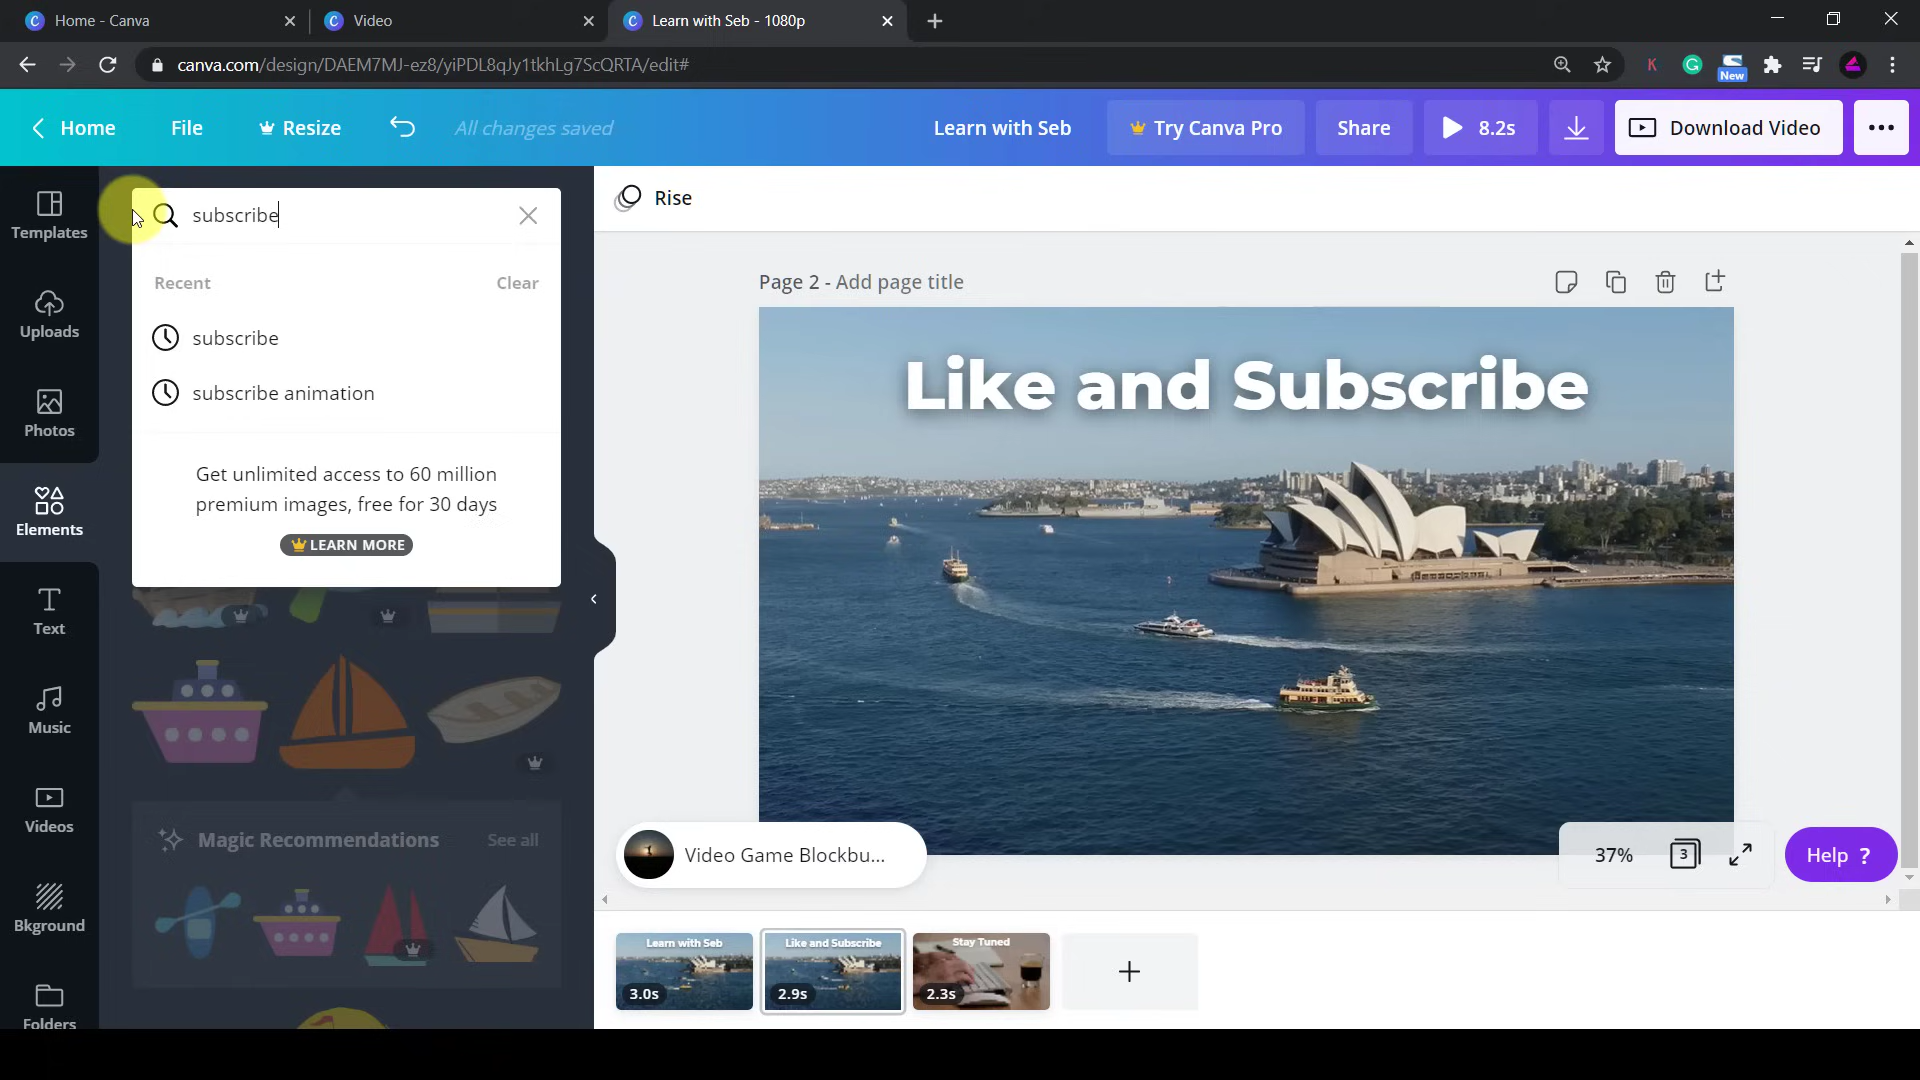 Home - Canva
Video
Learn with Seb - 1080p
canva.com/design/DAEM7MJ-ez8/yiPDL8qJy1tkhLg7ScQRTA/edit#
New
Home
File
Resize
All changes saved
Learn with Seb
Try Canva Pro
Share
8.2s
Download Video
Templates
Uploads
Photos
Elements
Text
Music
Videos
Bkground
Folders
subscribe
Recent
Clear
subscribe
subscribe animation
Get unlimited access to 60 million
premium images, free for 30 days
LEARN MORE
Magic Recommendations
See all
Rise
Page 2 - Add page title
Like and Subscribe
Video Game Blockbu...
37%
3
Help ?
Learn with Seb
3.0s
Like and Subscribe
2.9s
Stay Tuned
2.3s